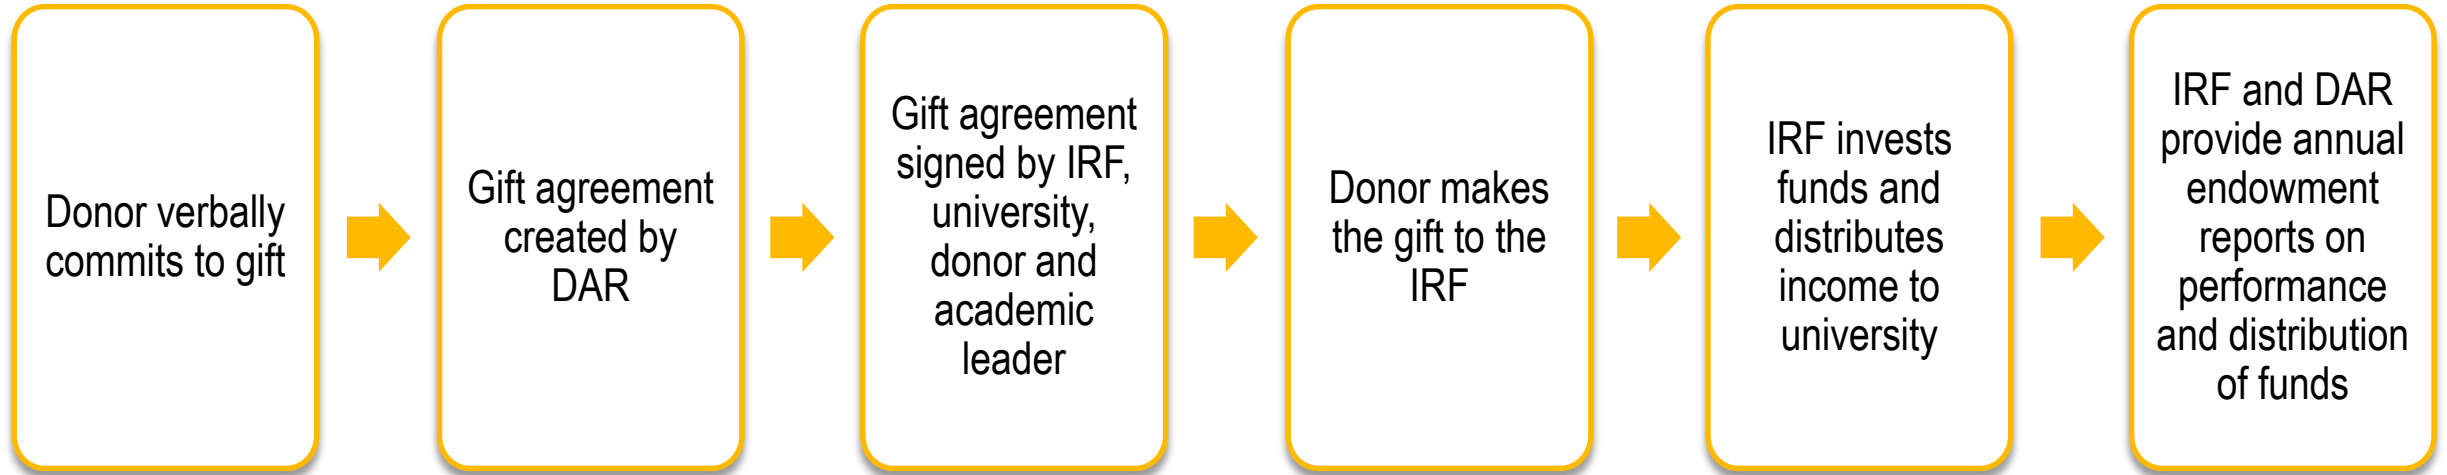 Donor verbally
commits to gift
Gift agreement
created by
DAR
Gift agreement
signed by IRF,
university,
donor and
academic
leader
Donor makes
the gift to the
IRF
IRF invests
funds and
distributes
income to
university
IRF and DAR
provide annual
endowment
reports on
performance
and distribution
of funds